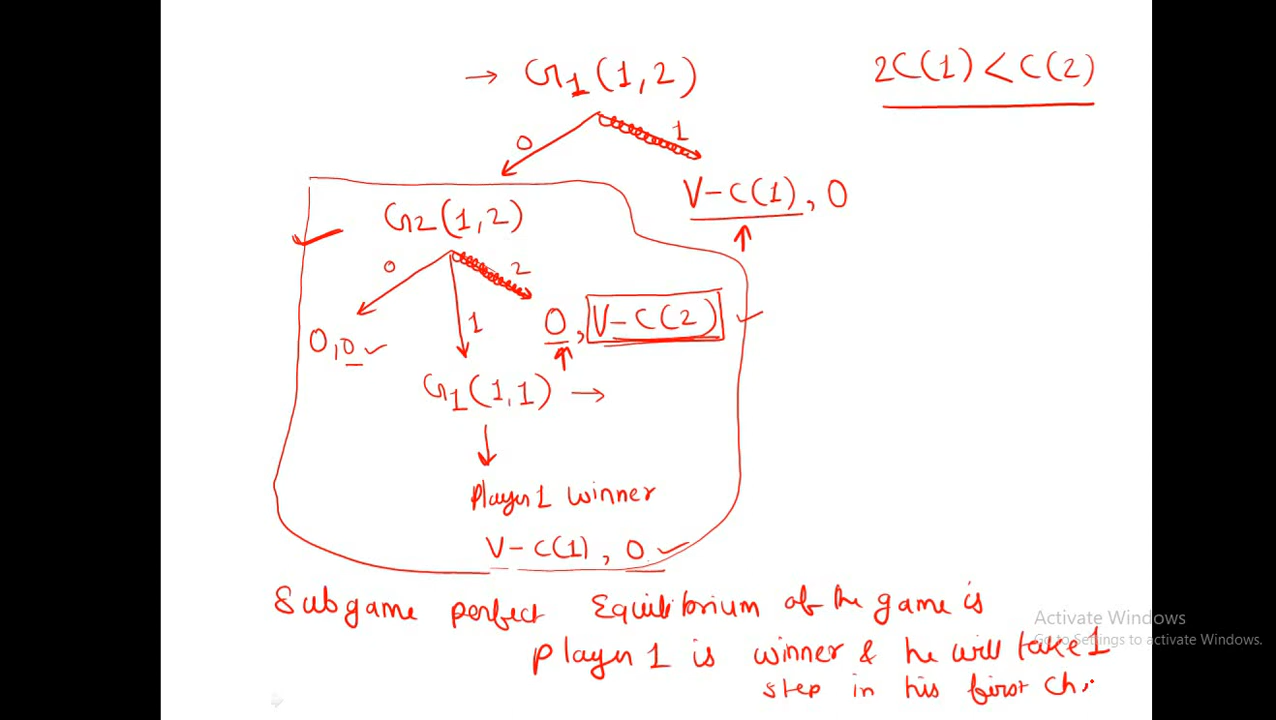 → G1(1,2)
2C(1) < C(2)
0
1
V-C(1), 0
G2(1,2)
0
2
1
0, V-C(2)
0,0
G1(1,1) →
Player 1 winner
V-C(1), 0
Subgame perfect Equilibrium of the game is
player 1 is winner & he will take 1
step in his first ch
Activate Windows
Go to Settings to activate Windows.